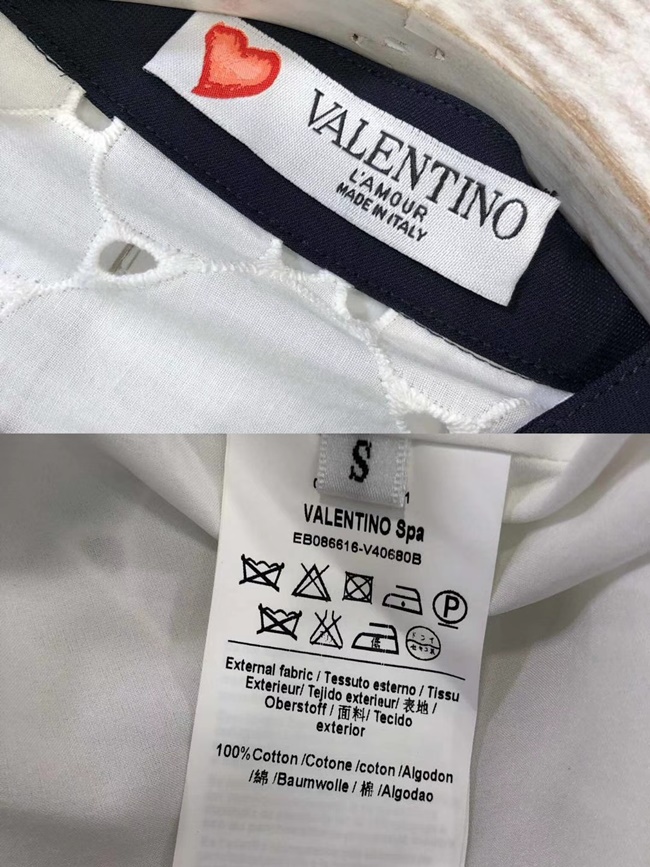 VALENTINO
L'AMOUR
MADE IN ITALY
S
1
VALENTINO Spa
EB086616-V40680B
P
External fabric / Tessuto esterno / Tissu
Exterieur/ Tejido exterieur/ 表地 /
Oberstoff / 面料/ Tecido
exterior
100%Cotton /Cotone /coton /Algodon
/綿 /Baumwolle / 棉 /Algodao